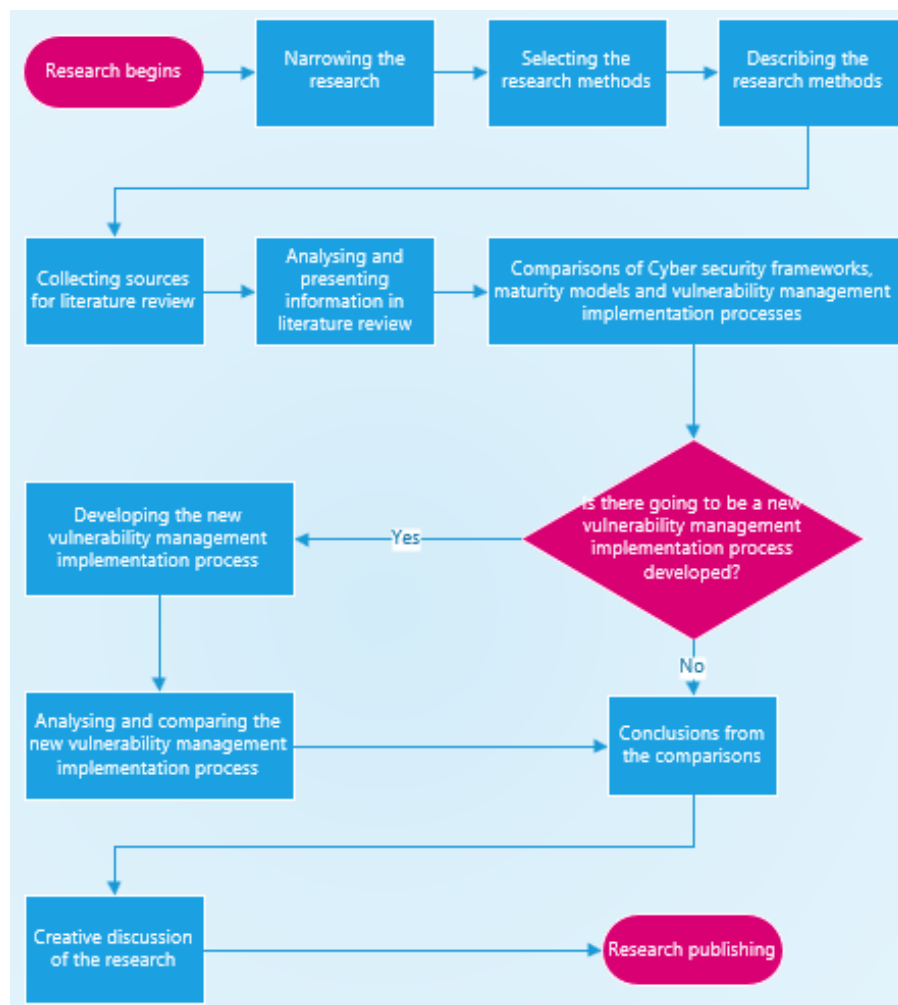 Research begins
Narrowing the
research
Selecting the
research methods
Describing the
research methods
Collecting sources
for literature review
Analysing and
presenting
information in
literature review
Comparisons of Cyber security frameworks,
maturity models and vulnerability management
implementation processes
Is there going to be a new
vulnerability management
implementation process
developed?
Yes
Developing the new
vulnerability management
implementation process
No
Analysing and comparing the
new vulnerability management
implementation process
Conclusions from
the comparisons
Creative discussion
of the research
Research publishing